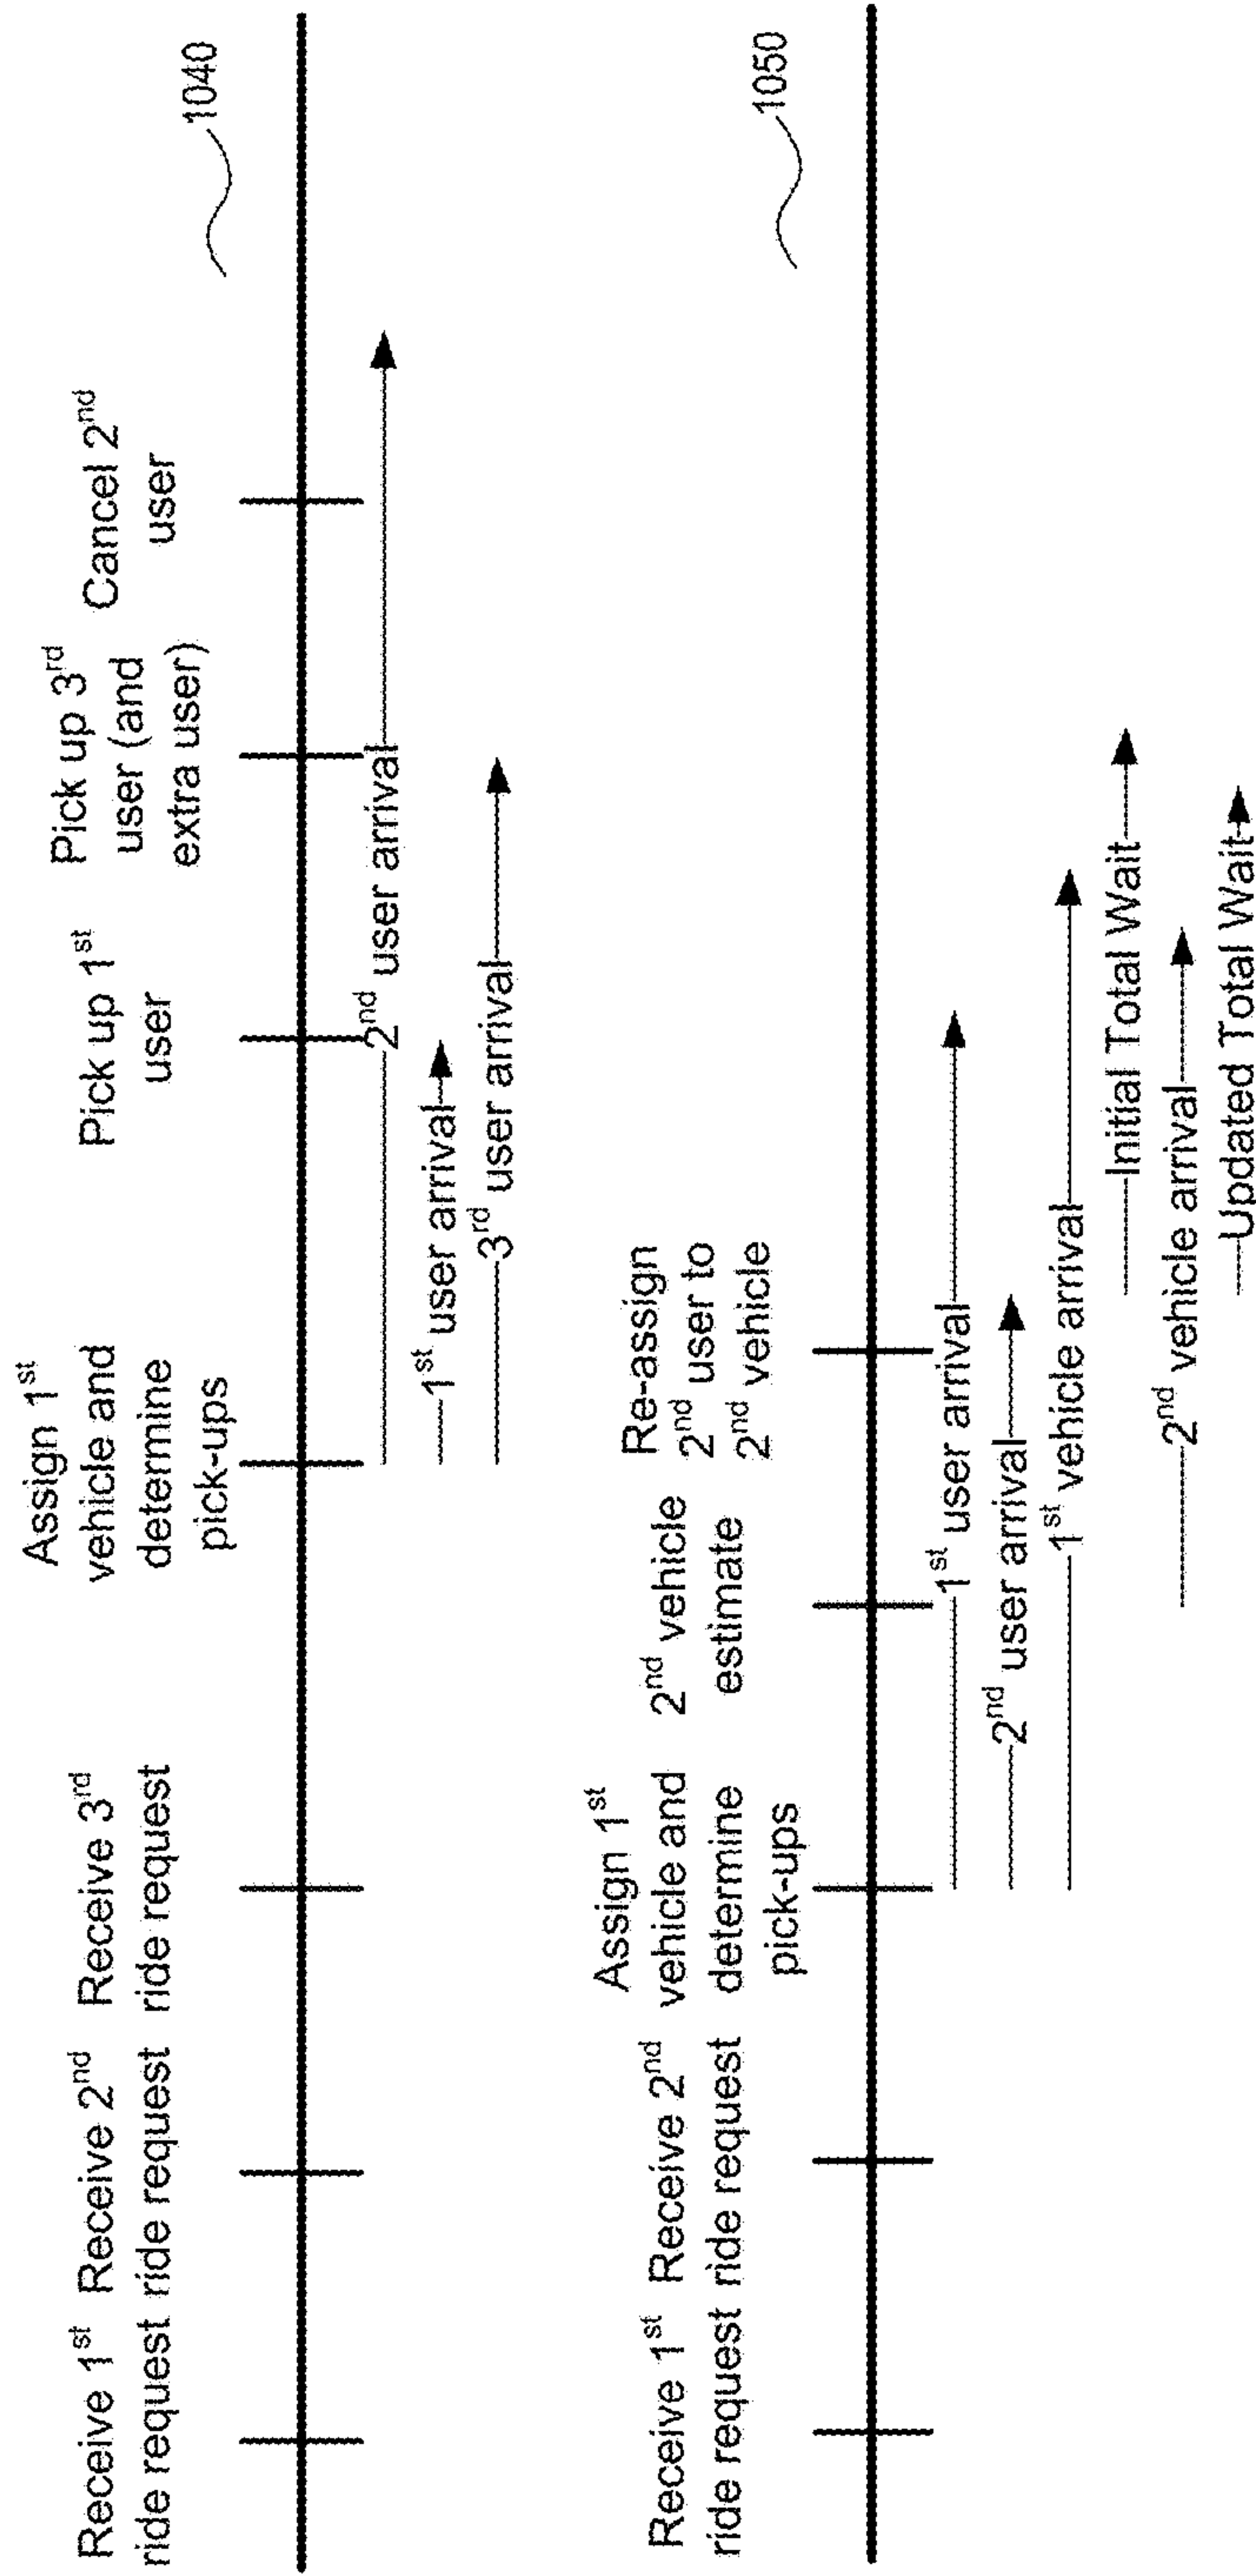 Receive 1st
ride request
Receive 2nd
ride request
Receive 3rd
ride request
Assign 1st
vehicle and
determine
pick-ups
Pick up 1st
user
Pick up 3rd
user (and
extra user)
Cancel 2nd
user
1040
2nd user arrival
1st user arrival
3rd user arrival
Receive 1st
ride request
Receive 2nd
ride request
Assign 1st
vehicle and
determine
pick-ups
2nd vehicle
estimate
Re-assign
2nd user to
2nd vehicle
1050
1st user arrival
2nd user arrival
1st vehicle arrival
Initial Total Wait
2nd vehicle arrival
Updated Total Wait